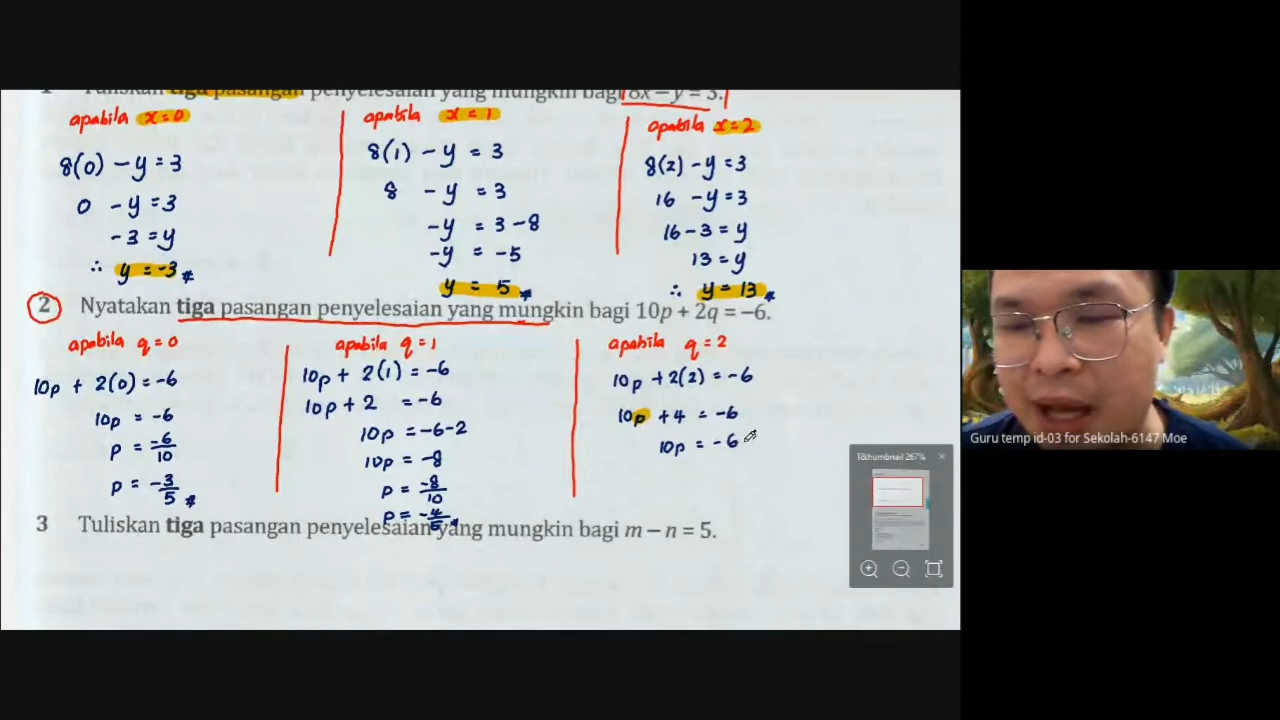 1 Tuliskan tiga pasangan penyelesaian yang mungkin bagi 8x − y = 3.
apabila x = 0
8(0) − y = 3
0 − y = 3
−3 = y
∴ y = −3 *
apabila x = 1
8(1) − y = 3
8 − y = 3
−y = 3 − 8
−y = −5
y = 5 *
apabila x = 2
8(2) − y = 3
16 − y = 3
16 − 3 = y
13 = y
∴ y = 13 *
2 Nyatakan tiga pasangan penyelesaian yang mungkin bagi 10p + 2q = −6.
apabila q = 0
10p + 2(0) = −6
10p = −6
p = −6/10
p = −3/5 *
apabila q = 1
10p + 2(1) = −6
10p + 2 = −6
10p = −6 − 2
10p = −8
p = −8/10
p = −4/5 *
apabila q = 2
10p + 2(2) = −6
10p + 4 = −6
10p = −6
3 Tuliskan tiga pasangan penyelesaian yang mungkin bagi m − n = 5.
T&humbnail 267%
Guru temp id-03 for Sekolah-6147 Moe